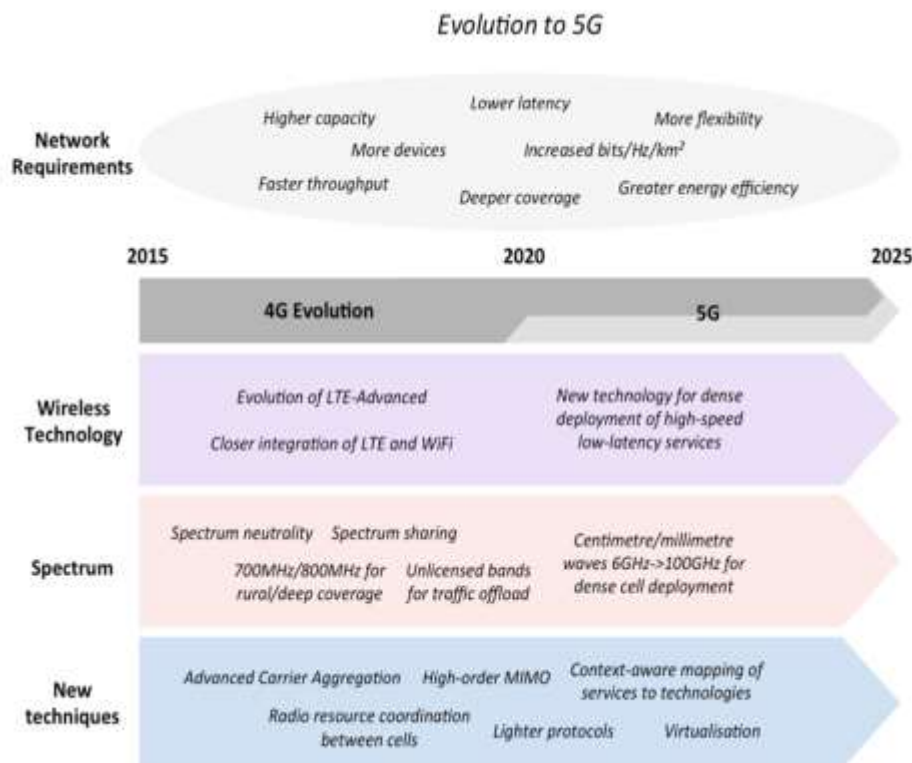 Evolution to 5G
Lower latency
Higher capacity
More flexibility
Network
Requirements
More devices
Increased bits/Hz/km²
Faster throughput
Deeper coverage
Greater energy efficiency
2015
2020
2025
4G Evolution
5G
Wireless
Technology
Evolution of LTE-Advanced
Closer integration of LTE and WiFi
New technology for dense
deployment of high-speed
low-latency services
Spectrum
Spectrum neutrality
Spectrum sharing
700MHz/800MHz for
rural/deep coverage
Unlicensed bands
for traffic offload
Centimetre/millimetre
waves 6GHz->100GHz for
dense cell deployment
New
techniques
Advanced Carrier Aggregation
High-order MIMO
Context-aware mapping of
services to technologies
Radio resource coordination
between cells
Lighter protocols
Virtualisation